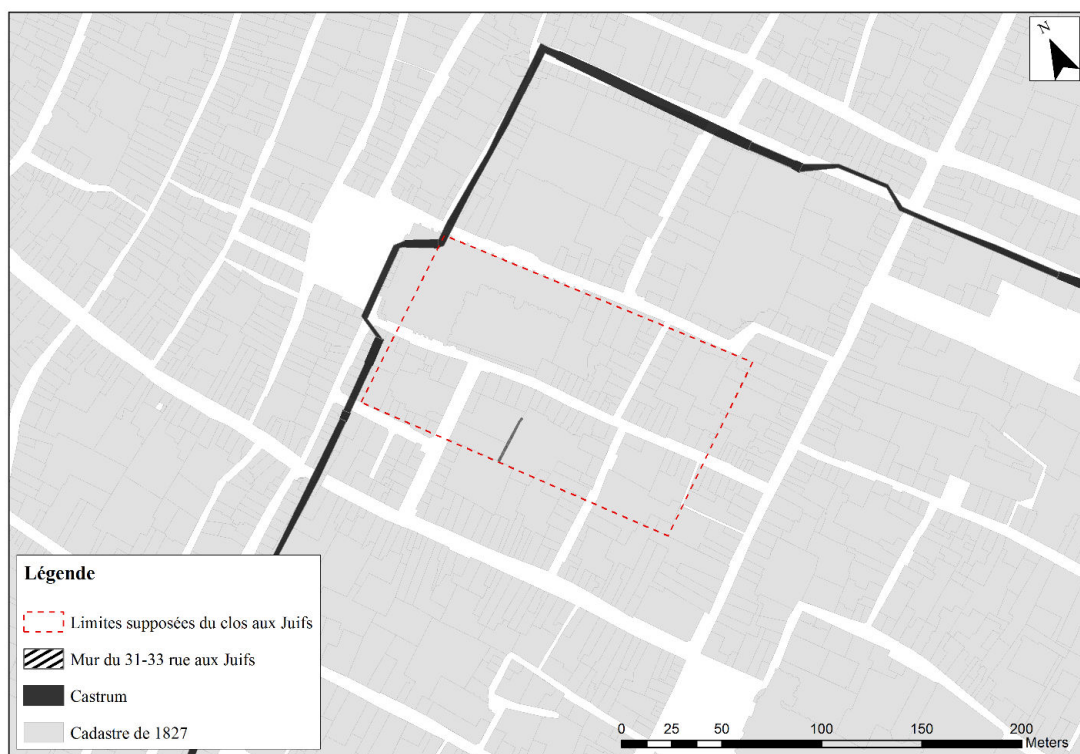 N
Légende
Limites supposées du clos aux Juifs
Mur du 31-33 rue aux Juifs
Castrum
Cadastre de 1827
0 25 50 100 150 200
Meters